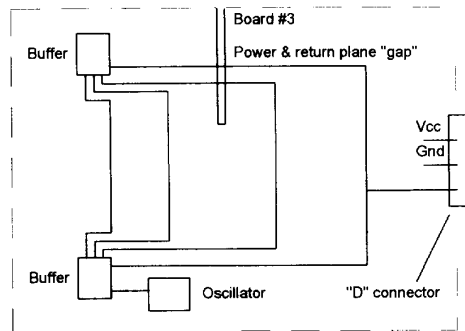 Board #3
Buffer
Power & return plane "gap"
Vcc
Gnd
Buffer
Oscillator
"D" connector